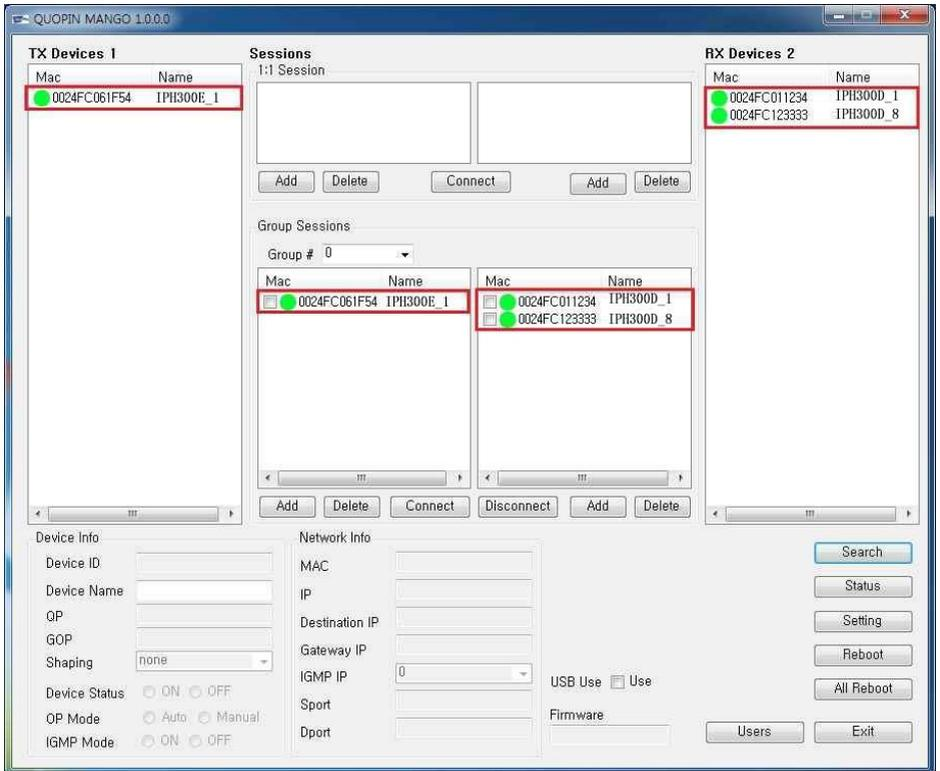 QUOPIN MANGO 1.0.0.0
TX Devices 1
Mac Name
0024FC061F54 IPH300E_1
Sessions
1:1 Session
Add Delete Connect Add Delete
Group Sessions
Group # 0
Mac Name
0024FC061F54 IPH300E_1
Mac Name
0024FC011234 IPH300D_1
0024FC123333 IPH300D_8
Add Delete Connect Disconnect Add Delete
RX Devices 2
Mac Name
0024FC011234 IPH300D_1
0024FC123333 IPH300D_8
Device Info
Device ID
Device Name
QP
GOP
Shaping none
Device Status ON OFF
OP Mode Auto Manual
IGMP Mode ON OFF
Network Info
MAC
IP
Destination IP
Gateway IP
IGMP IP 0
Sport
Dport
USB Use Use
Firmware
Search
Status
Setting
Reboot
All Reboot
Users Exit